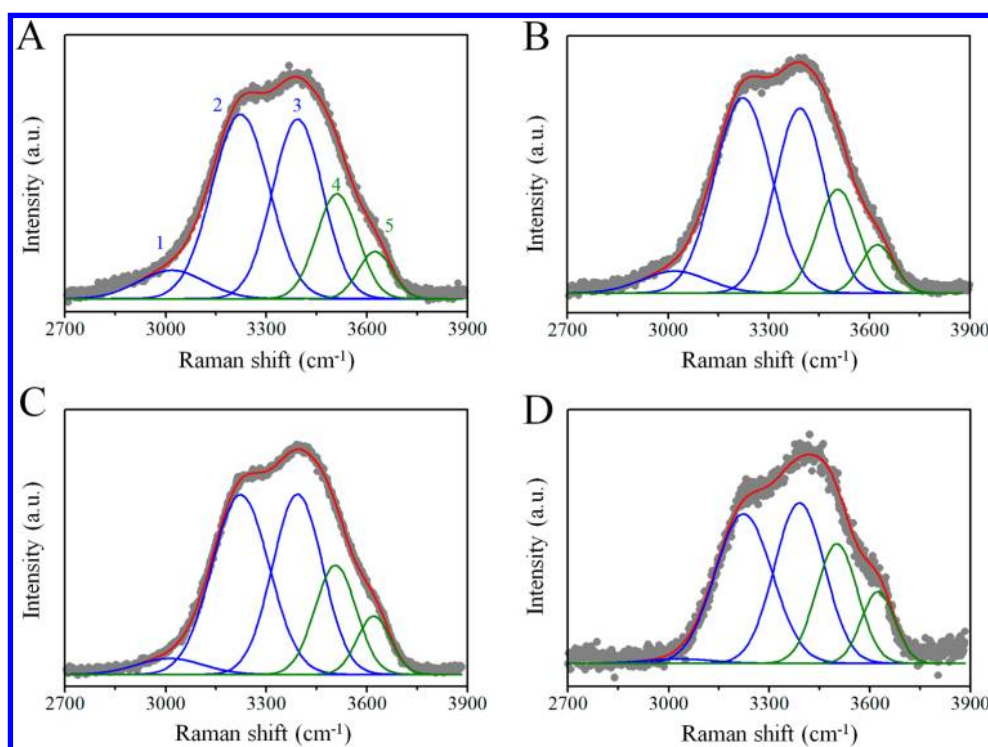 A
B
Intensity (a.u.)
1
2
3
4
5
2700 3000 3300 3600 3900
Raman shift (cm⁻¹)
Intensity (a.u.)
2700 3000 3300 3600 3900
Raman shift (cm⁻¹)
C
D
Intensity (a.u.)
2700 3000 3300 3600 3900
Raman shift (cm⁻¹)
Intensity (a.u.)
2700 3000 3300 3600 3900
Raman shift (cm⁻¹)